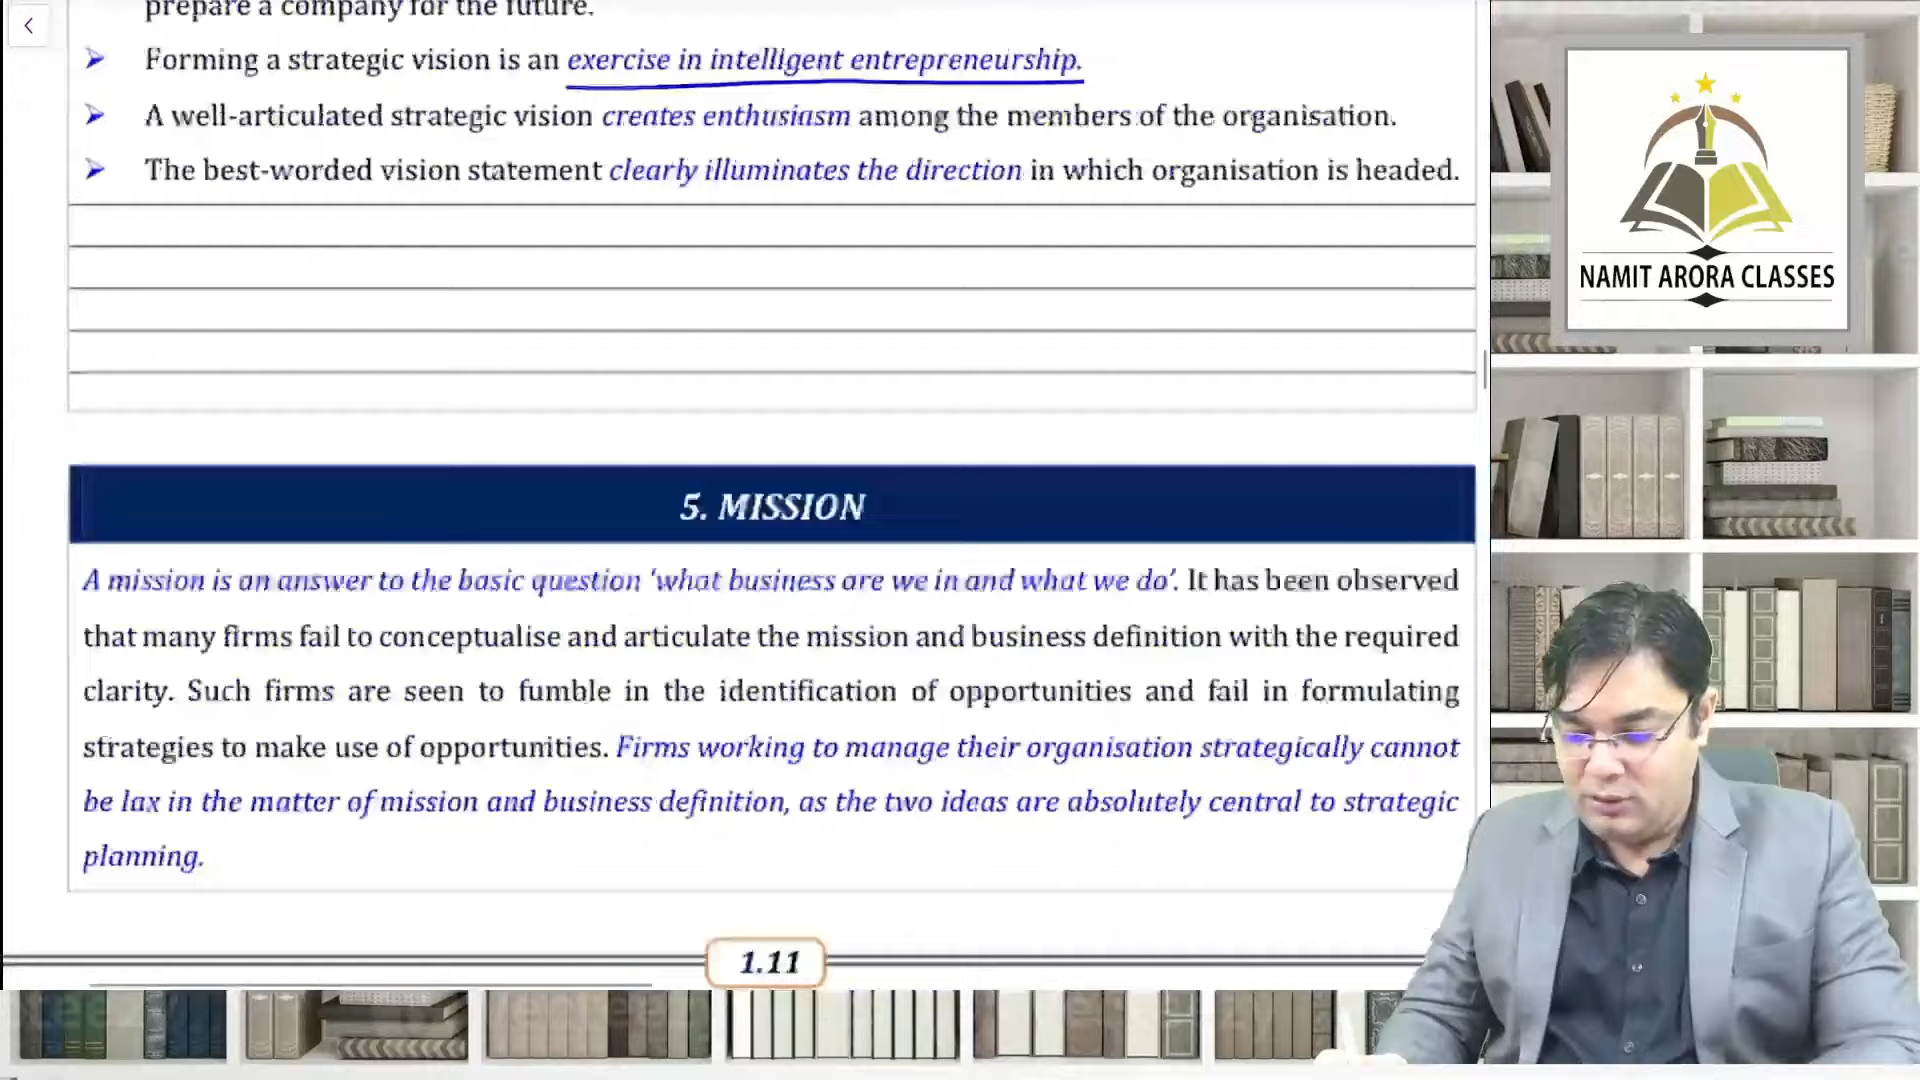 prepare a company for the future.
➤ Forming a strategic vision is an exercise in intelligent entrepreneurship.
➤ A well-articulated strategic vision creates enthusiasm among the members of the organisation.
➤ The best-worded vision statement clearly illuminates the direction in which organisation is headed.
NAMIT ARORA CLASSES
5. MISSION
A mission is an answer to the basic question ‘what business are we in and what we do’. It has been observed
that many firms fail to conceptualise and articulate the mission and business definition with the required
clarity. Such firms are seen to fumble in the identification of opportunities and fail in formulating
strategies to make use of opportunities. Firms working to manage their organisation strategically cannot
be lax in the matter of mission and business definition, as the two ideas are absolutely central to strategic
planning.
1.11